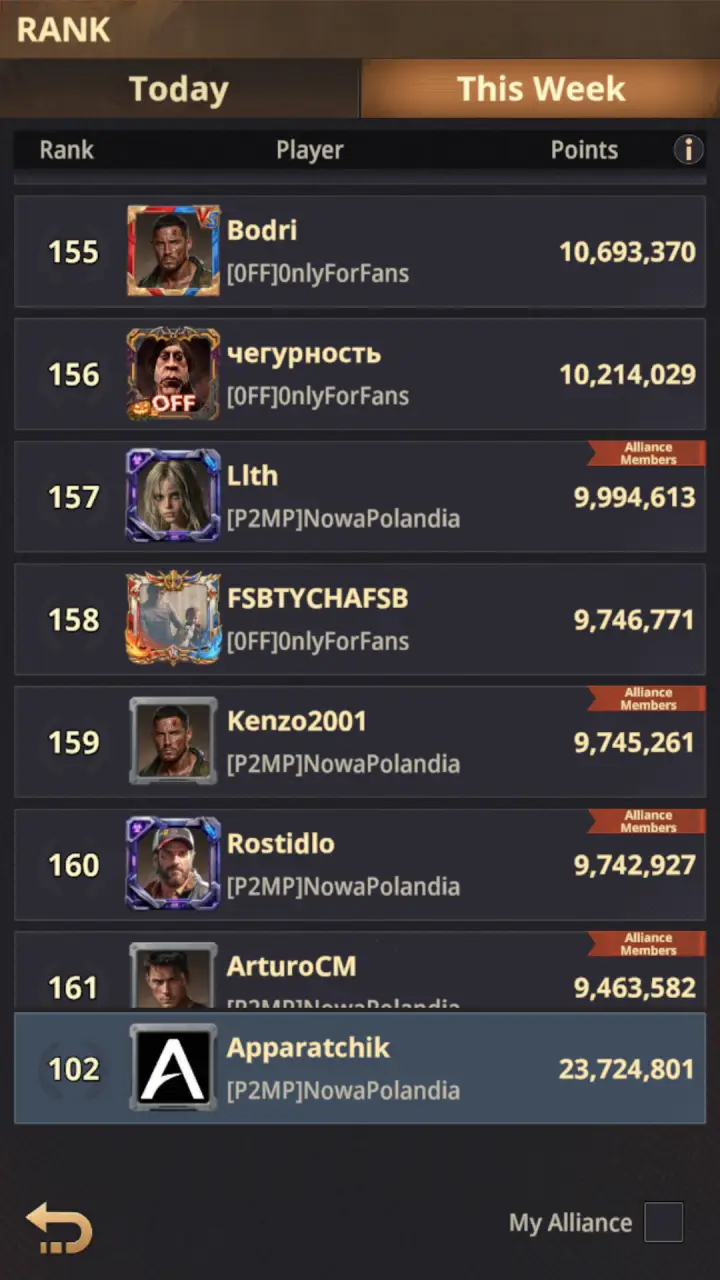 RANK
Today
This Week
Rank
Player
Points
i
155
Bodri
[0FF]0nlyForFans
10,693,370
156
OFF
чегурность
[0FF]0nlyForFans
10,214,029
Alliance
Members
157
Llth
[P2MP]NowaPolandia
9,994,613
158
FSBTYCHAFSB
[0FF]0nlyForFans
9,746,771
Alliance
Members
159
Kenzo2001
[P2MP]NowaPolandia
9,745,261
Alliance
Members
160
Rostidlo
[P2MP]NowaPolandia
9,742,927
Alliance
Members
161
ArturoCM
[P2MP]NowaPolandia
9,463,582
102
A
Apparatchik
[P2MP]NowaPolandia
23,724,801
My Alliance